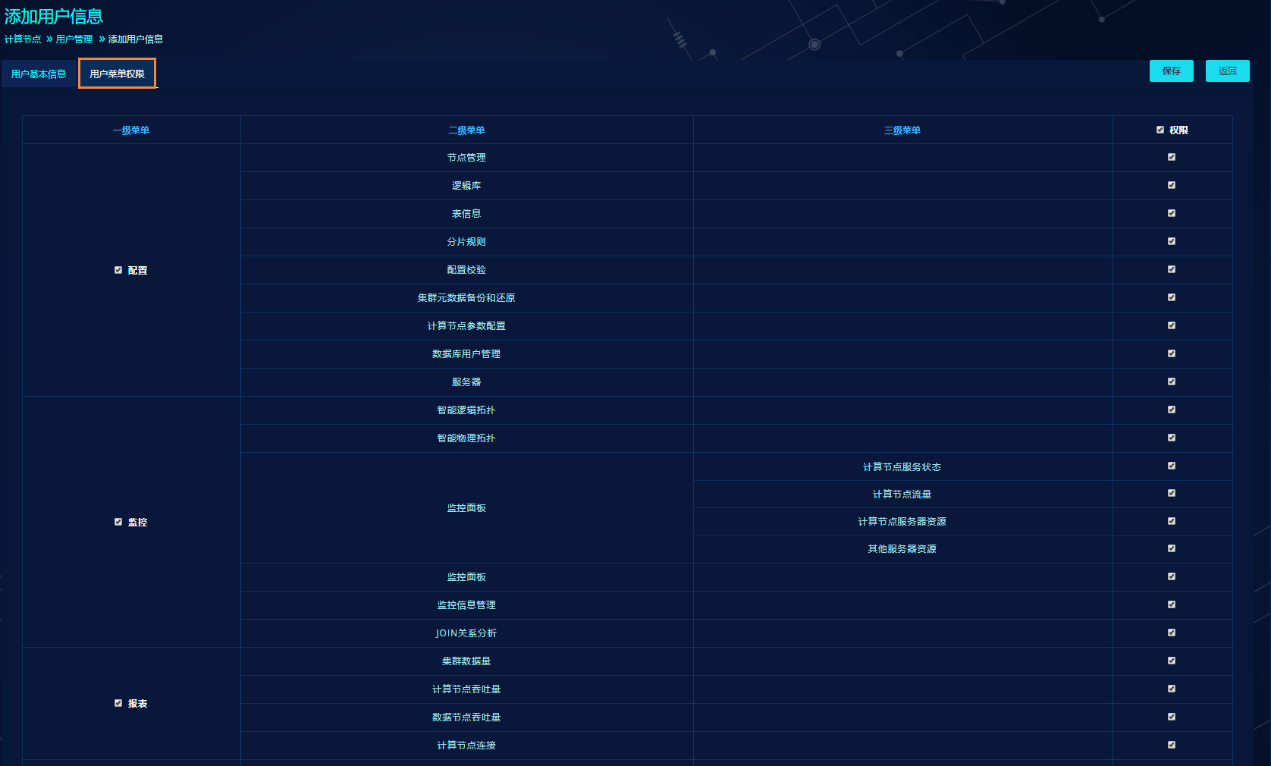 添加用户信息
计算节点 » 用户管理 » 添加用户信息
用户基本信息 用户菜单权限 保存 返回
一级菜单 二级菜单 三级菜单 权限
节点管理
逻辑库
表信息
分片规则
配置 配置校验
集群元数据备份和还原
计算节点参数配置
数据库用户管理
服务器
智能逻辑拓扑
智能物理拓扑
计算节点服务状态
计算节点流量
监控面板
监控 计算节点服务器资源
其他服务器资源
监控面板
监控信息管理
JOIN关系分析
集群数据量
计算节点吞吐量
报表
数据节点吞吐量
计算节点连接